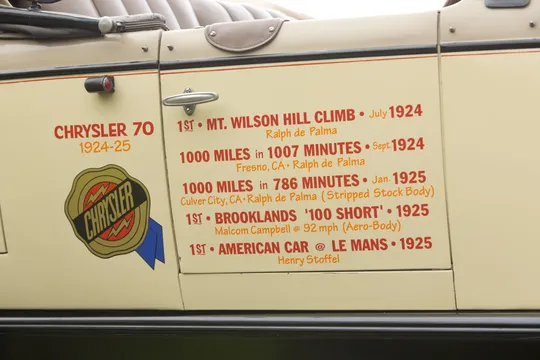 CHRYSLER 70
1924-25
CHRYSLER
1ST • MT. WILSON HILL CLIMB • July 1924
Ralph de Palma
1000 MILES in 1007 MINUTES • Sept. 1924
Fresno, CA - Ralph de Palma
1000 MILES in 786 MINUTES • Jan. 1925
Culver City, CA - Ralph de Palma (Stripped Stock Body)
1ST • BROOKLANDS '100 SHORT' • 1925
Malcom Campbell @ 92 mph (Aero-Body)
1ST • AMERICAN CAR @ LE MANS • 1925
Henry Stoffel